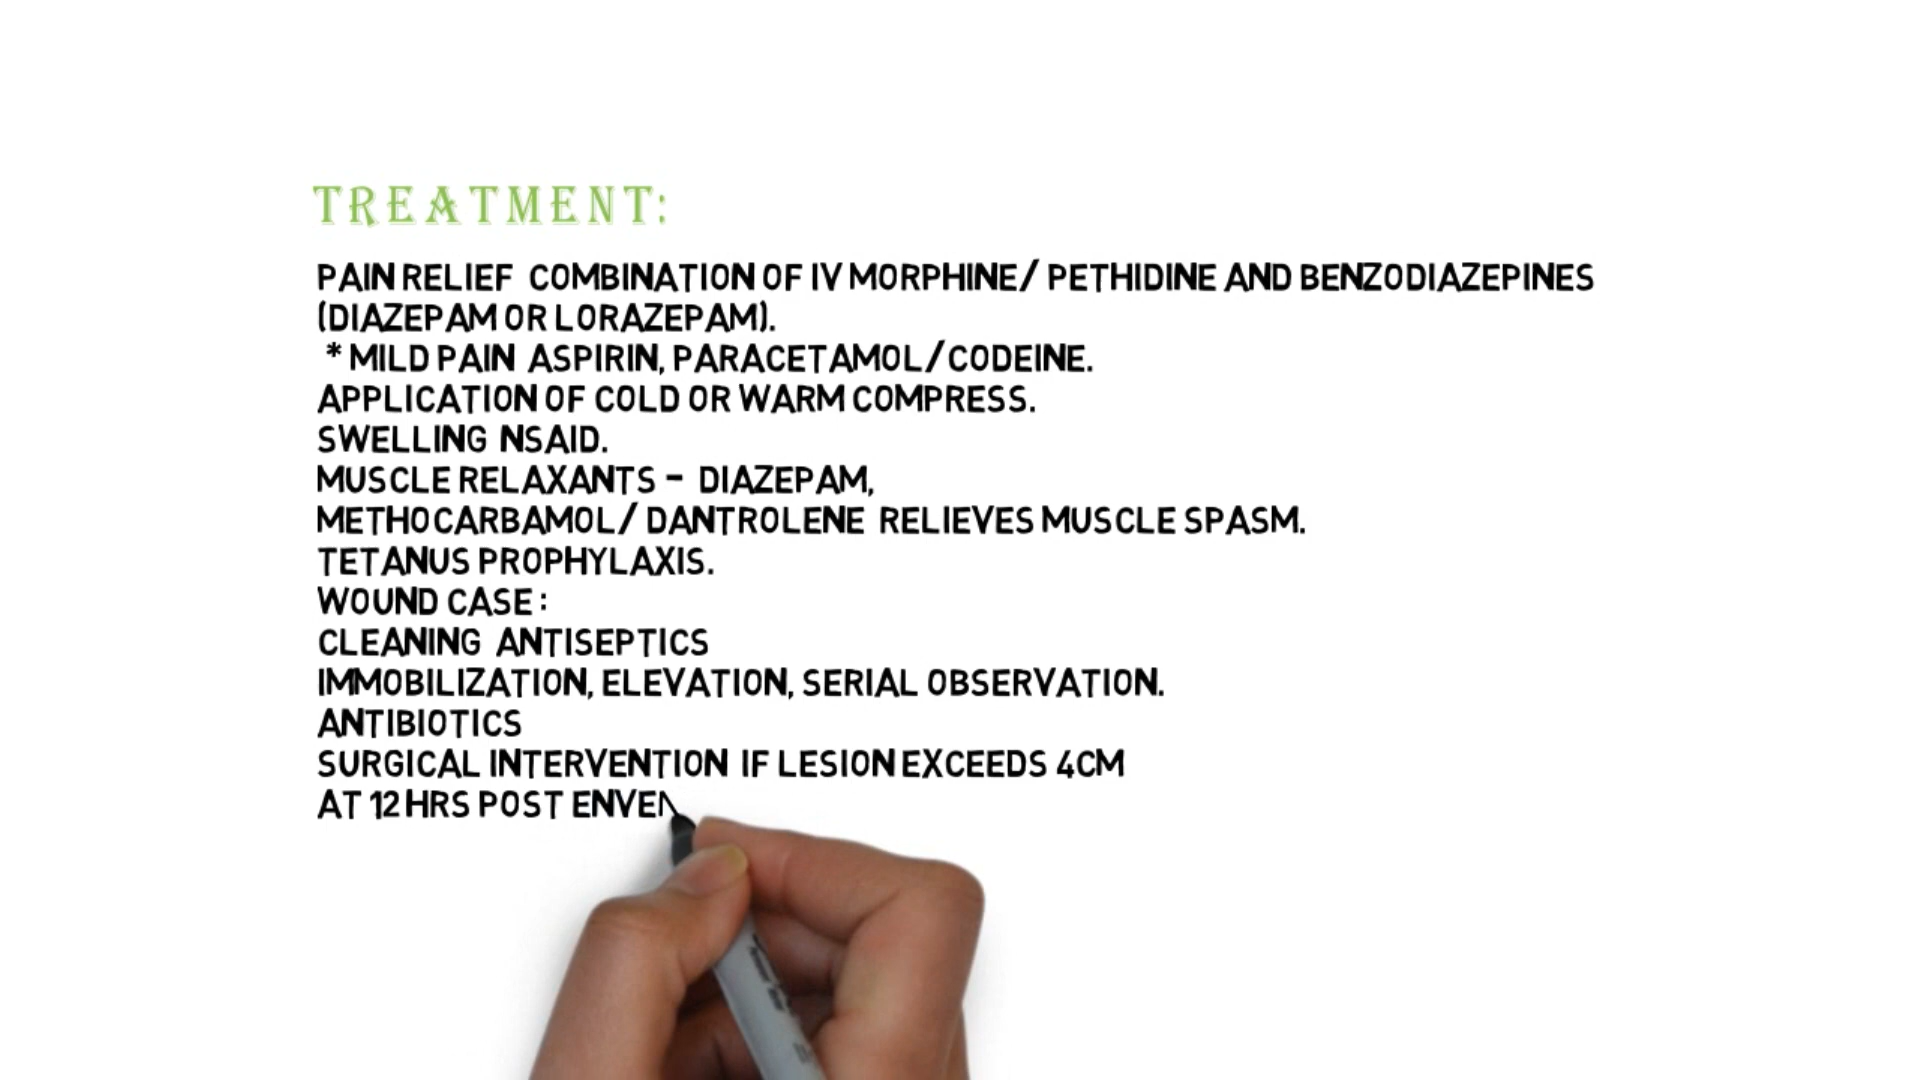 TREATMENT:
PAIN RELIEF COMBINATION OF IV MORPHINE/ PETHIDINE AND BENZODIAZEPINES
(DIAZEPAM OR LORAZEPAM).
* MILD PAIN ASPIRIN, PARACETAMOL/CODEINE.
APPLICATION OF COLD OR WARM COMPRESS.
SWELLING NSAID.
MUSCLE RELAXANTS - DIAZEPAM,
METHOCARBAMOL/ DANTROLENE RELIEVES MUSCLE SPASM.
TETANUS PROPHYLAXIS.
WOUND CASE :
CLEANING ANTISEPTICS
IMMOBILIZATION, ELEVATION, SERIAL OBSERVATION.
ANTIBIOTICS
SURGICAL INTERVENTION IF LESION EXCEEDS 4CM
AT 12 HRS POST ENVEN